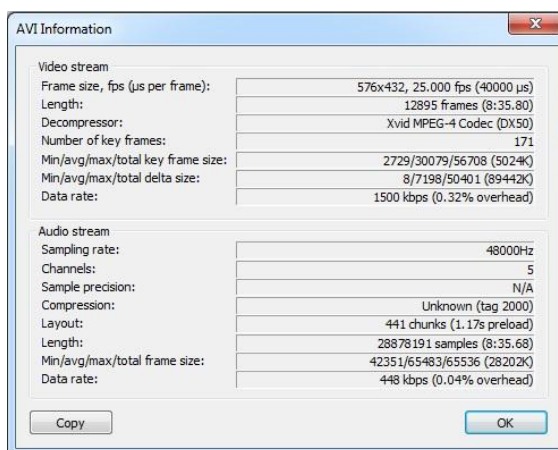 AVI Information
Video stream
Frame size, fps (µs per frame): 576x432, 25.000 fps (40000 µs)
Length: 12895 frames (8:35.80)
Decompressor: Xvid MPEG-4 Codec (DX50)
Number of key frames: 171
Min/avg/max/total key frame size: 2729/30079/56708 (5024K)
Min/avg/max/total delta size: 8/7198/50401 (89442K)
Data rate: 1500 kbps (0.32% overhead)
Audio stream
Sampling rate: 48000Hz
Channels: 5
Sample precision: N/A
Compression: Unknown (tag 2000)
Layout: 441 chunks (1.17s preload)
Length: 28878191 samples (8:35.68)
Min/avg/max/total frame size: 42351/65483/65536 (28202K)
Data rate: 448 kbps (0.04% overhead)
Copy OK